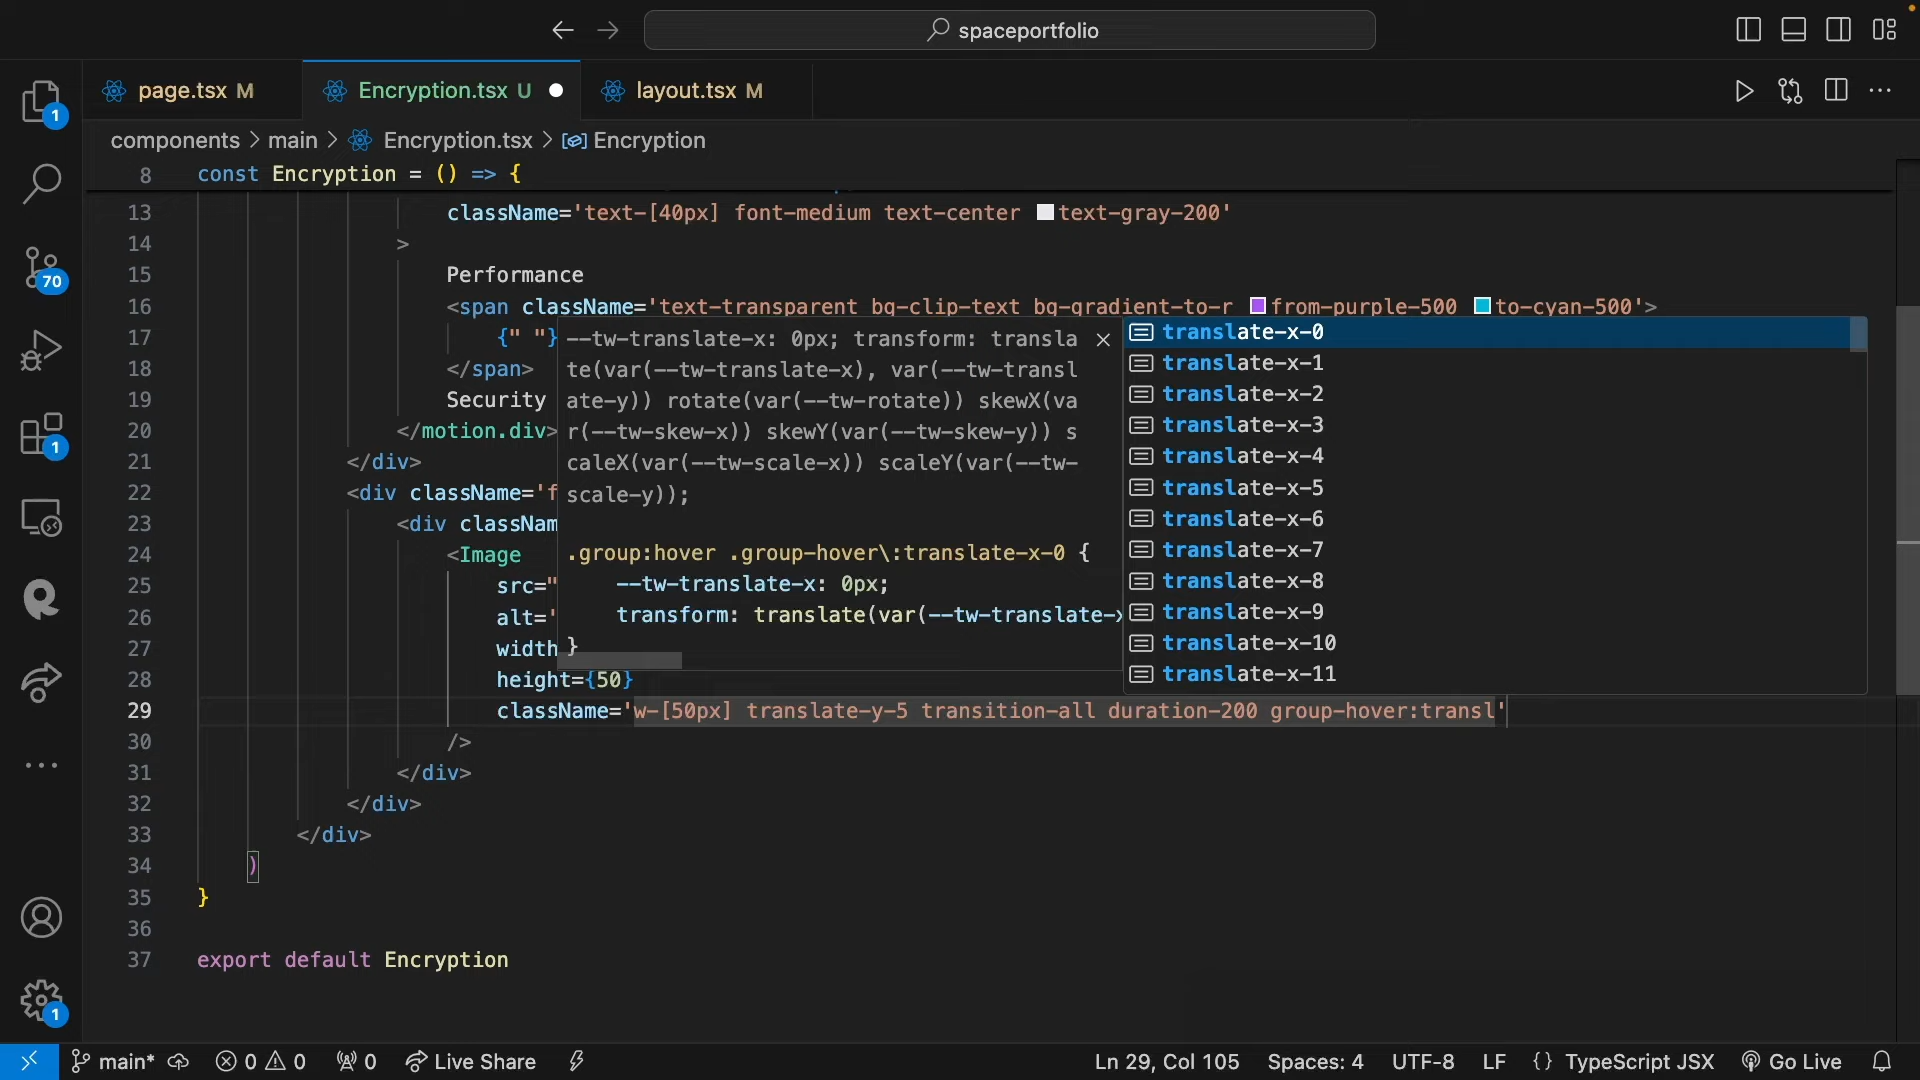 spaceportfolio
page.tsx M
Encryption.tsx U
layout.tsx M
components > main > Encryption.tsx > Encryption
8 const Encryption = () => {
13 className='text-[40px] font-medium text-center text-gray-200'
14 >
15 Performance
16 <span className='text-transparent bg-clip-text bg-gradient-to-r from-purple-500 to-cyan-500'>
17 {" "}
18 </span>
19 Security
20 </motion.div>
21 </div>
22 <div className='f
23 <div classNam
24 <Image
25 src="
26 alt='
27 width
28 height={50}
29 className='w-[50px] translate-y-5 transition-all duration-200 group-hover:transl'
30 />
31 </div>
32 </div>
33 </div>
34 )
35 }
36
37 export default Encryption
--tw-translate-x: 0px; transform: transla
te(var(--tw-translate-x), var(--tw-transl
ate-y)) rotate(var(--tw-rotate)) skewX(va
r(--tw-skew-x)) skewY(var(--tw-skew-y)) s
caleX(var(--tw-scale-x)) scaleY(var(--tw-
scale-y));
.group:hover .group-hover\:translate-x-0 {
--tw-translate-x: 0px;
transform: translate(var(--tw-translate-x
}
translate-x-0
translate-x-1
translate-x-2
translate-x-3
translate-x-4
translate-x-5
translate-x-6
translate-x-7
translate-x-8
translate-x-9
translate-x-10
translate-x-11
1
70
1
1
main* 0 0 0 Live Share
Ln 29, Col 105 Spaces: 4 UTF-8 LF {} TypeScript JSX Go Live